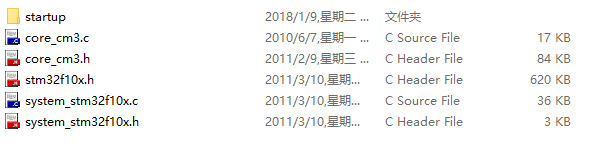 startup 2018/1/9,星期二 ... 文件夹
core_cm3.c 2010/6/7,星期一 ... C Source File 17 KB
core_cm3.h 2011/2/9,星期三 ... C Header File 84 KB
stm32f10x.h 2011/3/10,星期... C Header File 620 KB
system_stm32f10x.c 2011/3/10,星期... C Source File 36 KB
system_stm32f10x.h 2011/3/10,星期... C Header File 3 KB